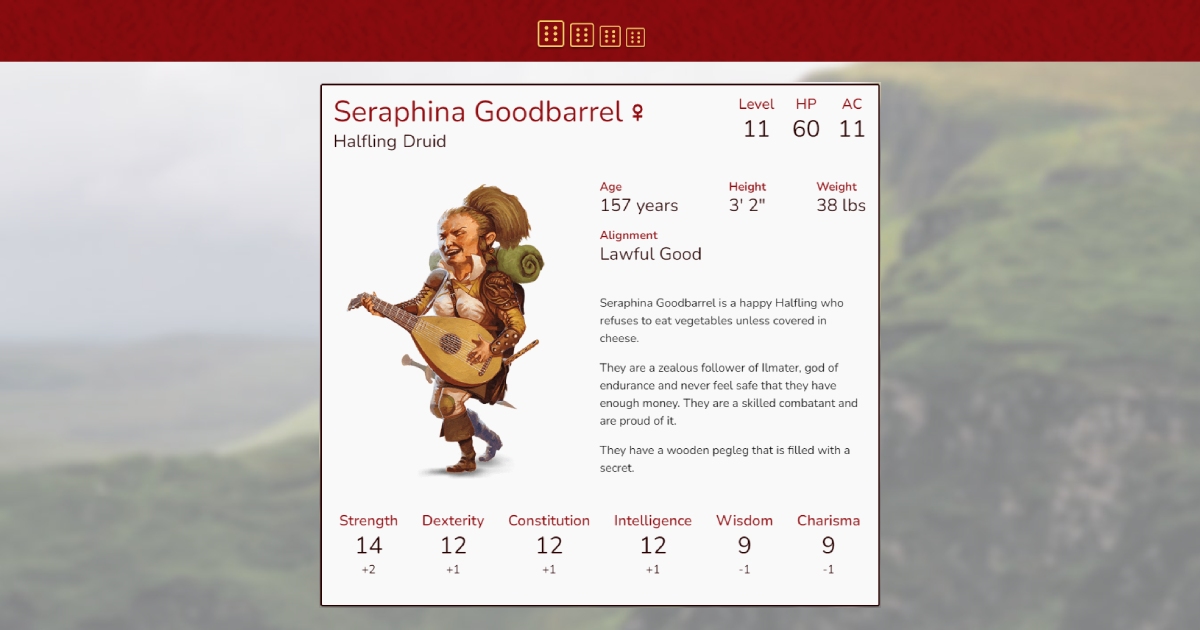 Seraphina Goodbarrel ♀
Halfling Druid
Level HP AC
11 60 11
Age Height Weight
157 years 3' 2" 38 lbs
Alignment
Lawful Good
Seraphina Goodbarrel is a happy Halfling who
refuses to eat vegetables unless covered in
cheese.
They are a zealous follower of Ilmater, god of
endurance and never feel safe that they have
enough money. They are a skilled combatant and
are proud of it.
They have a wooden pegleg that is filled with a
secret.
Strength Dexterity Constitution Intelligence Wisdom Charisma
14 12 12 12 9 9
+2 +1 +1 +1 -1 -1